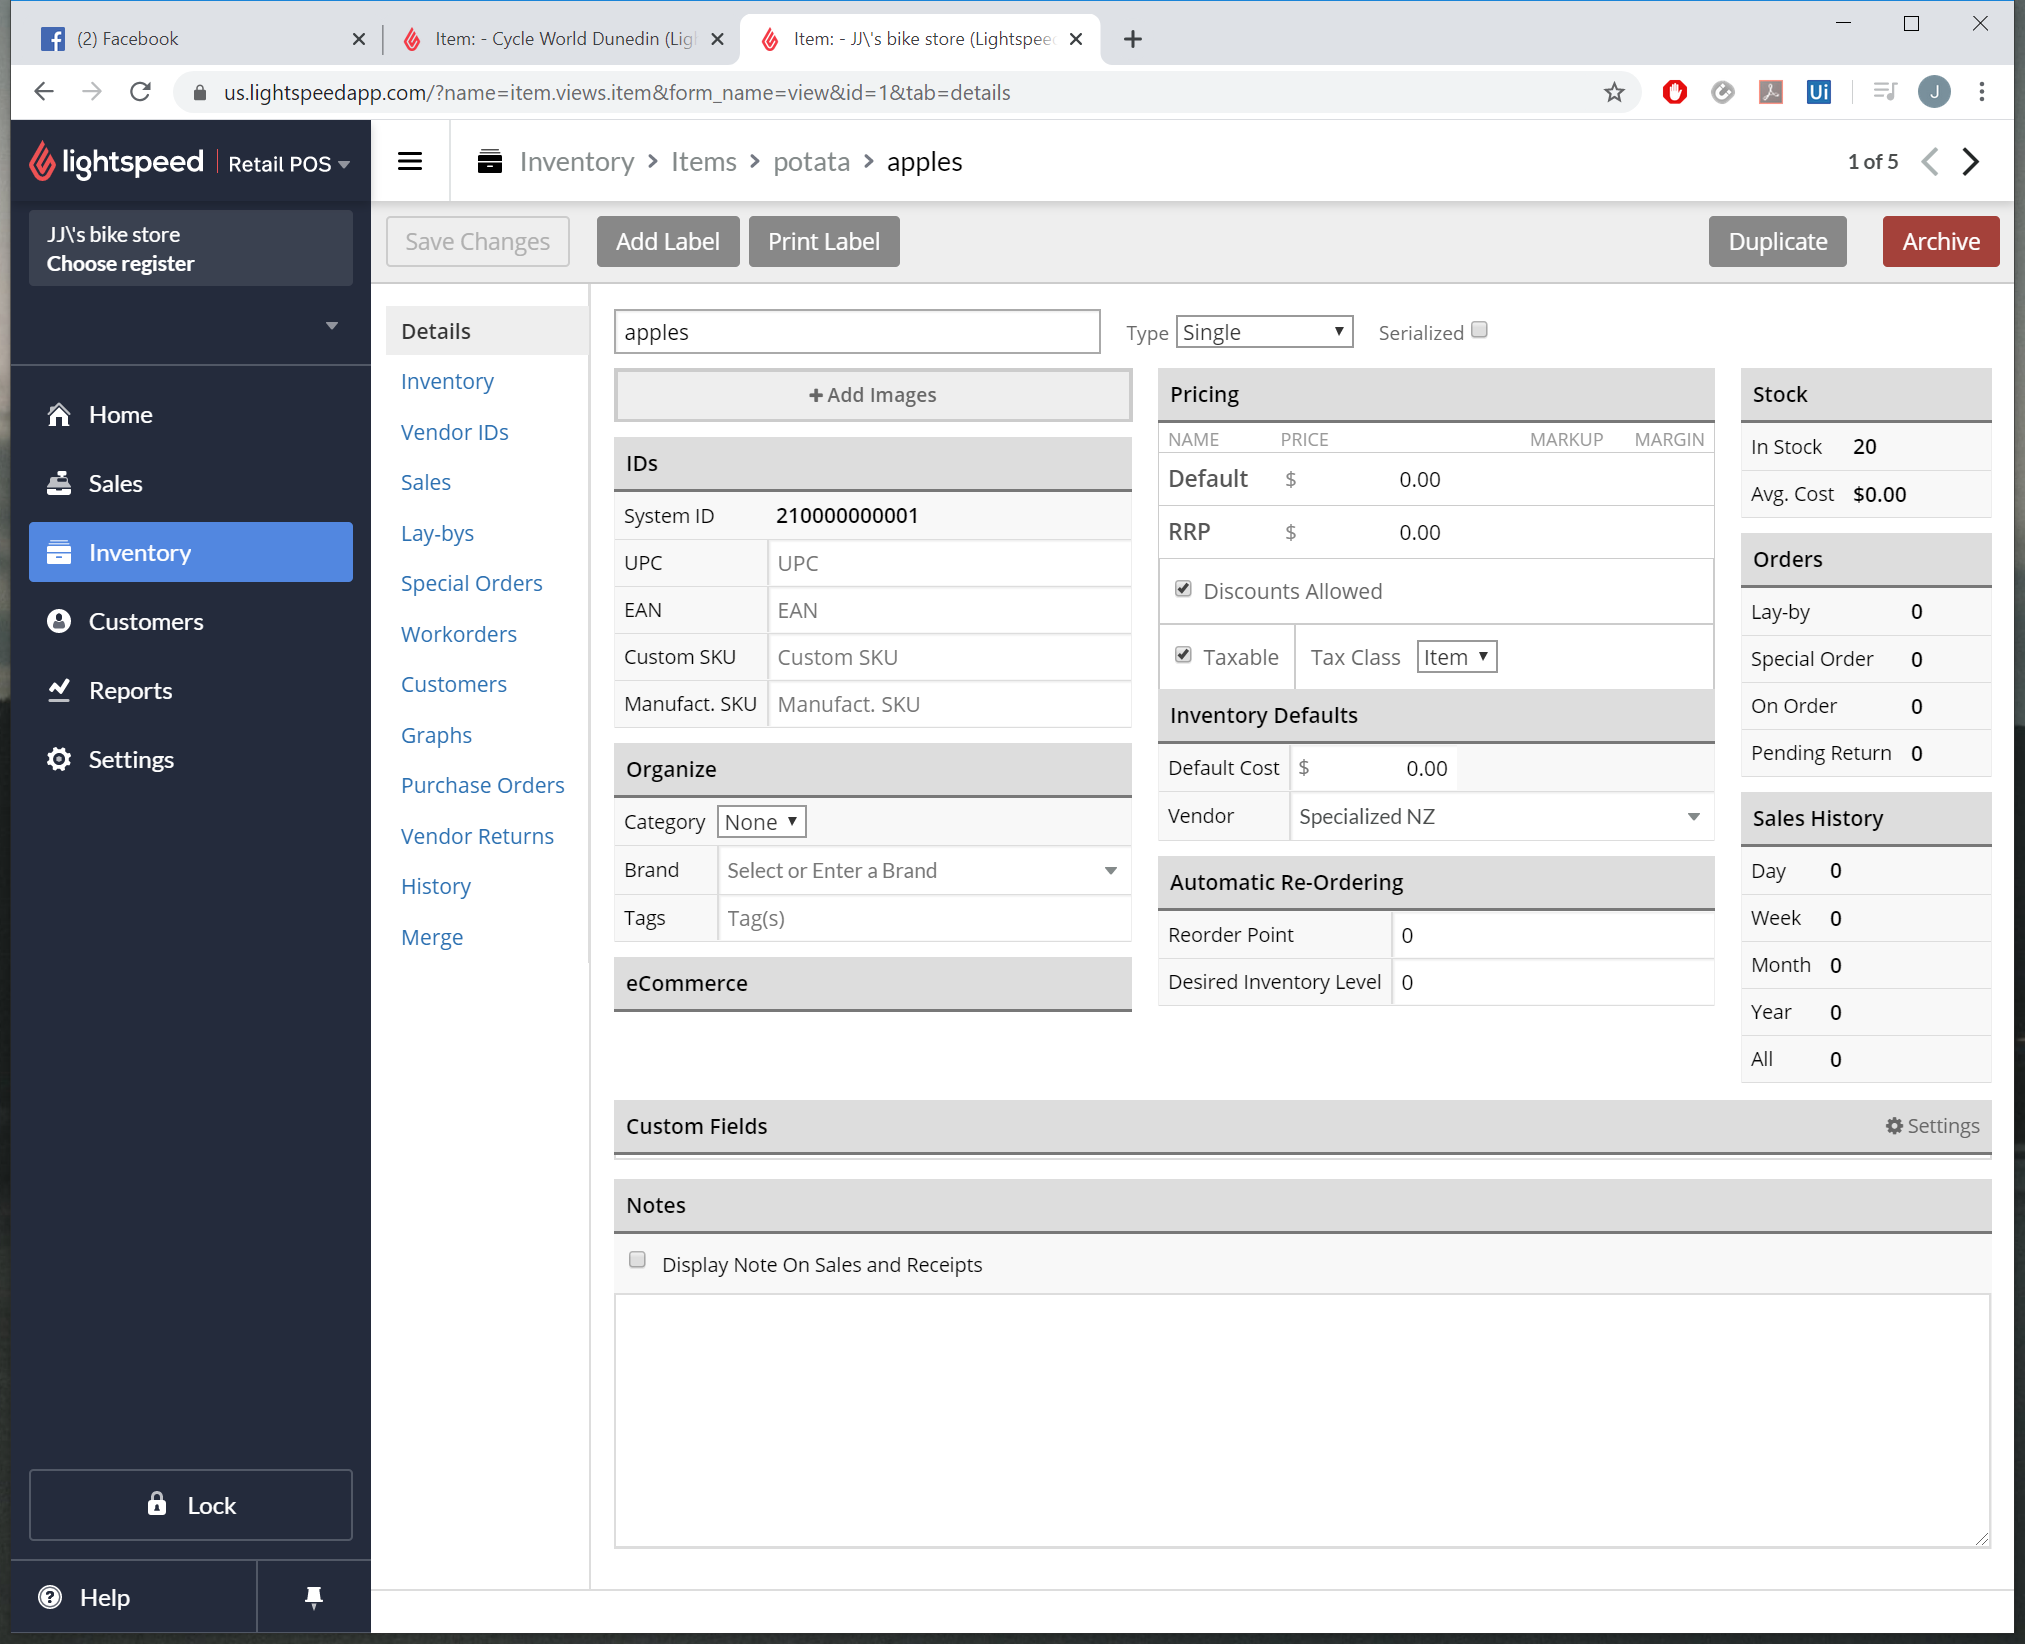 (2) Facebook
Item: - Cycle World Dunedin (Lig
Item: - JJ\'s bike store (Lightspee
us.lightspeedapp.com/?name=item.views.item&form_name=view&id=1&tab=details
Ui
J
lightspeed Retail POS
Inventory > Items > potata > apples
1 of 5
JJ\'s bike store
Choose register
Save Changes
Add Label
Print Label
Duplicate
Archive
Home
Sales
Inventory
Customers
Reports
Settings
Lock
Help
Details
Inventory
Vendor IDs
Sales
Lay-bys
Special Orders
Workorders
Customers
Graphs
Purchase Orders
Vendor Returns
History
Merge
apples
Type Single
Serialized
+ Add Images
IDs
System ID 210000000001
UPC UPC
EAN EAN
Custom SKU Custom SKU
Manufact. SKU Manufact. SKU
Organize
Category None
Brand Select or Enter a Brand
Tags Tag(s)
eCommerce
Pricing
NAME PRICE MARKUP MARGIN
Default $ 0.00
RRP $ 0.00
Discounts Allowed
Taxable Tax Class Item
Inventory Defaults
Default Cost $ 0.00
Vendor Specialized NZ
Automatic Re-Ordering
Reorder Point 0
Desired Inventory Level 0
Stock
In Stock 20
Avg. Cost $0.00
Orders
Lay-by 0
Special Order 0
On Order 0
Pending Return 0
Sales History
Day 0
Week 0
Month 0
Year 0
All 0
Custom Fields
Settings
Notes
Display Note On Sales and Receipts